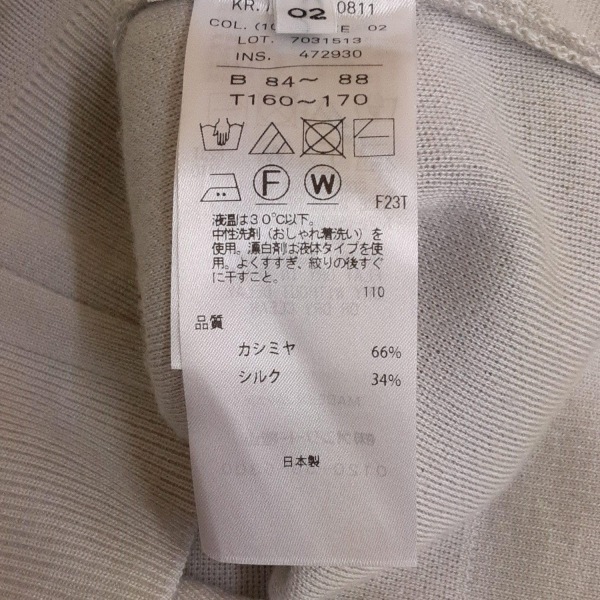 KR. 0811
02
COL. (10 E 02
LOT. 7031513
INS. 472930
B 84～ 88
T160～170
F W
F23T
液温は30℃以下。
中性洗剤（おしゃれ着洗い）を
使用。漂白剤は液体タイプを使
用。よくすすぎ、絞りの後すぐ
に干すこと。
110
品質
カシミヤ 66%
シルク 34%
日本製